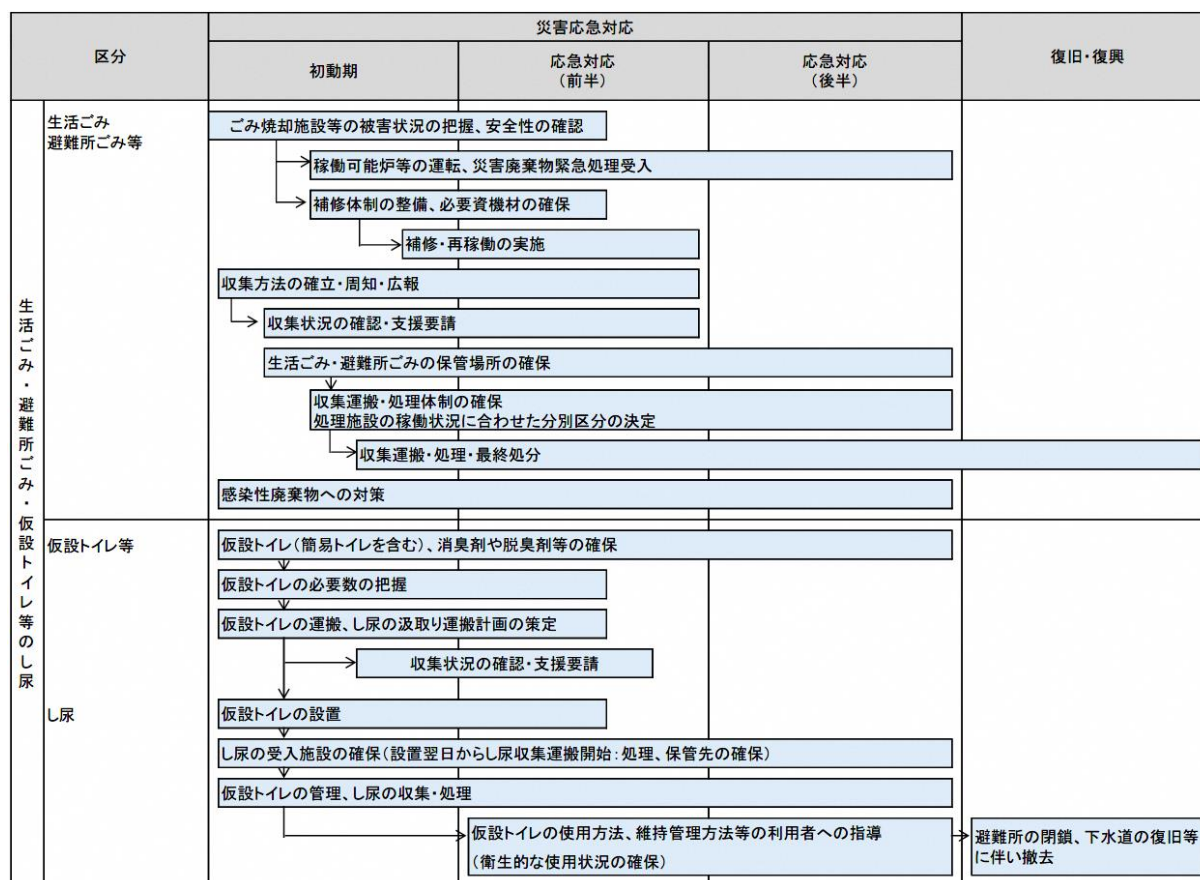 区分
災害応急対応
初動期
応急対応
(前半)
応急対応
(後半)
復旧・復興
生活ごみ・避難所ごみ・仮設トイレ等のし尿
生活ごみ
避難所ごみ等
ごみ焼却施設等の被害状況の把握、安全性の確認
稼働可能炉等の運転、災害廃棄物緊急処理受入
補修体制の整備、必要資機材の確保
補修・再稼働の実施
収集方法の確立・周知・広報
収集状況の確認・支援要請
生活ごみ・避難所ごみの保管場所の確保
収集運搬・処理体制の確保
処理施設の稼働状況に合わせた分別区分の決定
収集運搬・処理・最終処分
感染性廃棄物への対策
仮設トイレ等
仮設トイレ(簡易トイレを含む)、消臭剤や脱臭剤等の確保
仮設トイレの必要数の把握
仮設トイレの運搬、し尿の汲取り運搬計画の策定
収集状況の確認・支援要請
し尿
仮設トイレの設置
し尿の受入施設の確保(設置翌日からし尿収集運搬開始:処理、保管先の確保)
仮設トイレの管理、し尿の収集・処理
仮設トイレの使用方法、維持管理方法等の利用者への指導
(衛生的な使用状況の確保)
避難所の閉鎖、下水道の復旧等
に伴い撤去